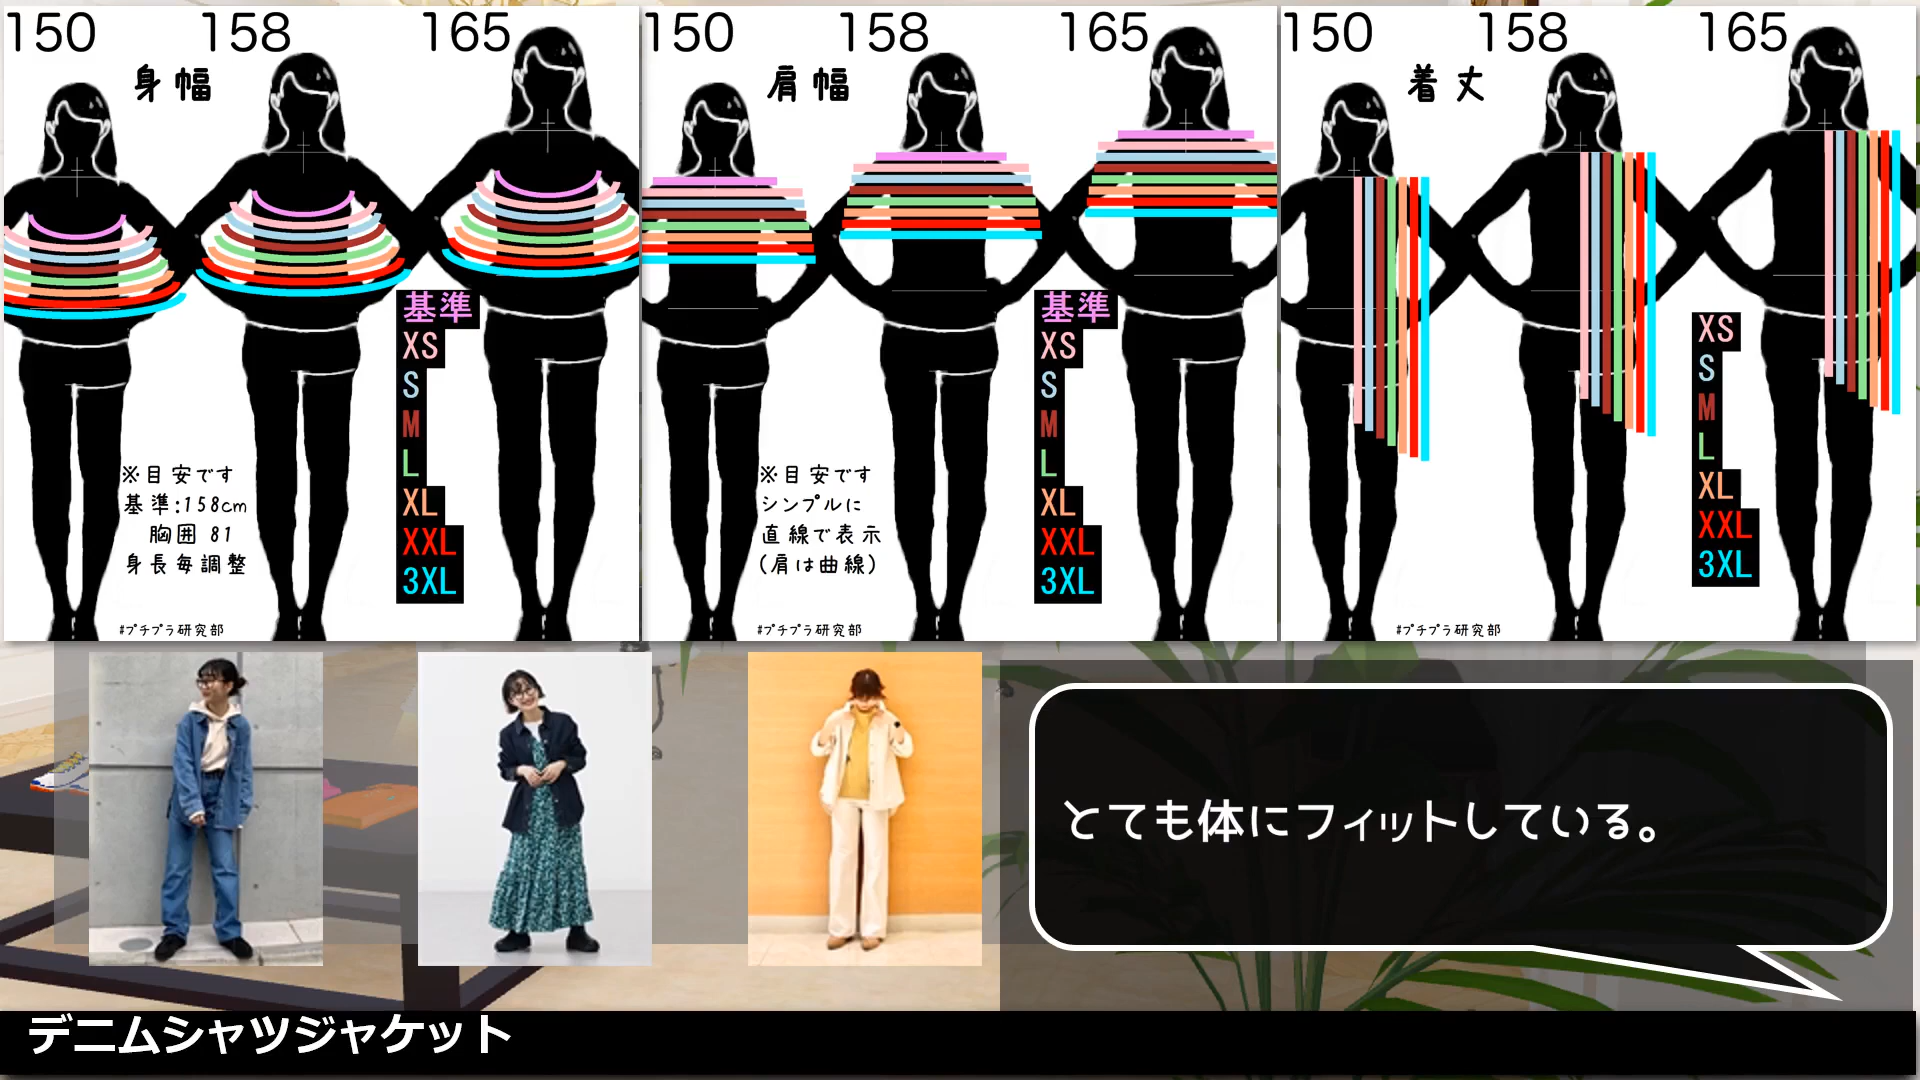 150 158 165
身幅
基準
XS
S
M
L
XL
XXL
3XL
※目安です
基準:158cm
胸囲 81
身長毎調整
#プチプラ研究部
150 158 165
肩幅
基準
XS
S
M
L
XL
XXL
3XL
※目安です
シンプルに
直線で表示
(肩は曲線)
#プチプラ研究部
150 158 165
着丈
XS
S
M
L
XL
XXL
3XL
#プチプラ研究部
とても体にフィットしている。
デニムシャツジャケット